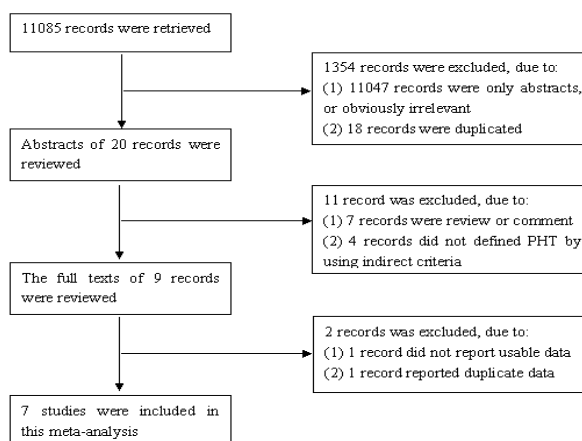 11085 records were retrieved
1354 records were excluded, due to:
(1) 11047 records were only abstracts,
or obviously irrelevant
(2) 18 records were duplicated
Abstracts of 20 records were
reviewed
11 record was excluded, due to:
(1) 7 records were review or comment
(2) 4 records did not defined PHT by
using indirect criteria
The full texts of 9 records
were reviewed
2 records was excluded, due to:
(1) 1 record did not report usable data
(2) 1 record reported duplicate data
7 studies were included in
this meta-analysis